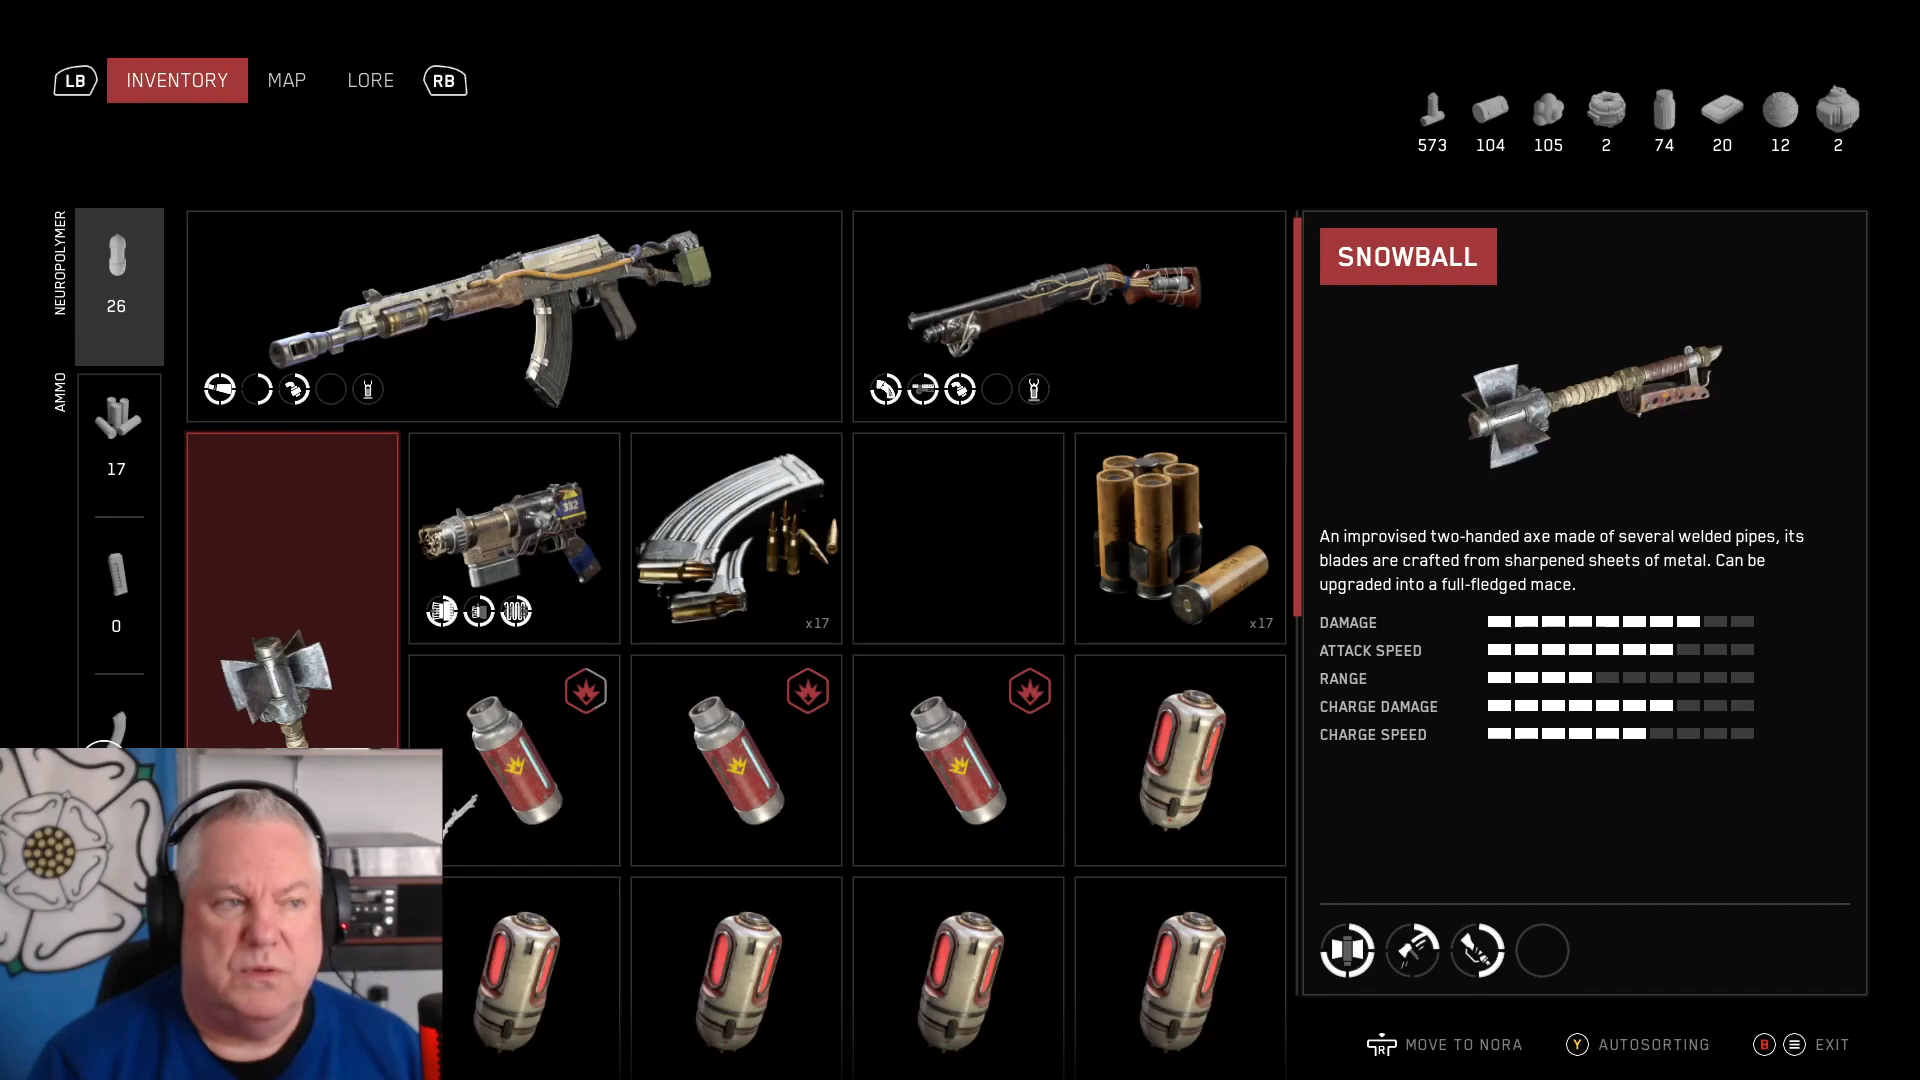 LB INVENTORY MAP LORE RB
573 104 105 2 74 20 12 2
NEUROPOLYMER
26
AMMO
17
0
332
x17
x17
SNOWBALL
An improvised two-handed axe made of several welded pipes, its
blades are crafted from sharpened sheets of metal. Can be
upgraded into a full-fledged mace.
DAMAGE
ATTACK SPEED
RANGE
CHARGE DAMAGE
CHARGE SPEED
R MOVE TO NORA Y AUTOSORTING B EXIT